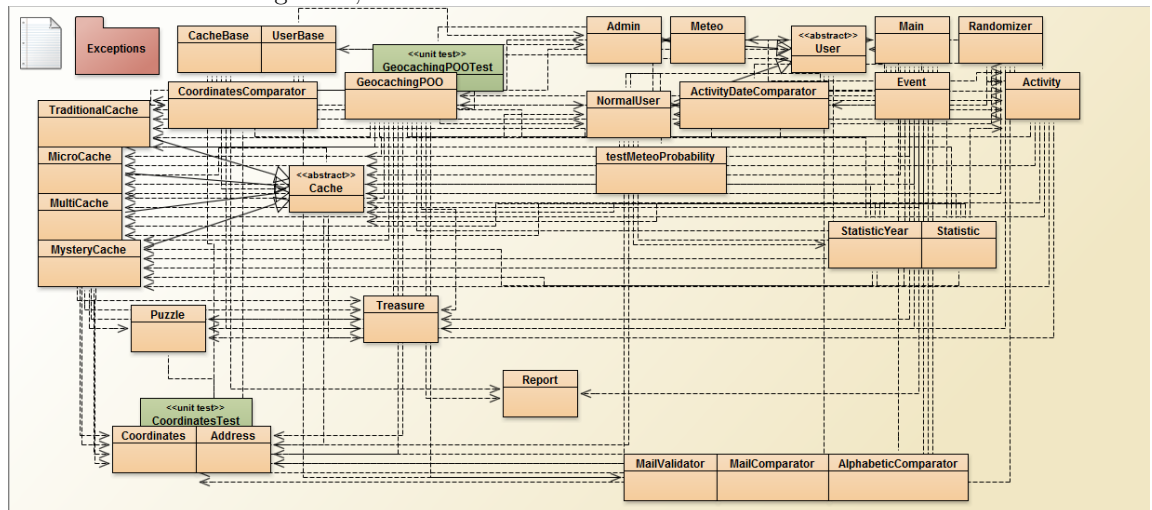 Exceptions
CacheBase
UserBase
<<unit test>>
GeocachingPOOTest
GeocachingPOO
Admin
Meteo
<<abstract>>
User
Main
Randomizer
CoordinatesComparator
NormalUser
ActivityDateComparator
Event
Activity
TraditionalCache
MicroCache
MultiCache
MysteryCache
<<abstract>>
Cache
testMeteoProbability
StatisticYear
Statistic
Puzzle
Treasure
Report
<<unit test>>
CoordinatesTest
Coordinates
Address
MailValidator
MailComparator
AlphabeticComparator